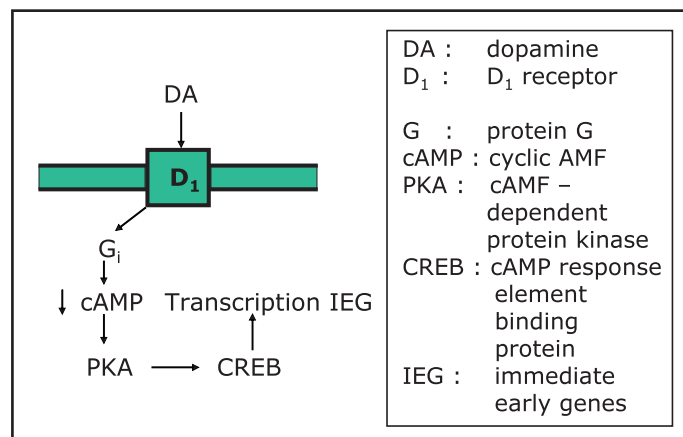 DA
D₁
Gᵢ
↓ cAMP Transcription IEG
PKA → CREB
DA : dopamine
D₁ : D₁ receptor
G : protein G
cAMP : cyclic AMF
PKA : cAMF –
dependent
protein kinase
CREB : cAMP response
element
binding
protein
IEG : immediate
early genes